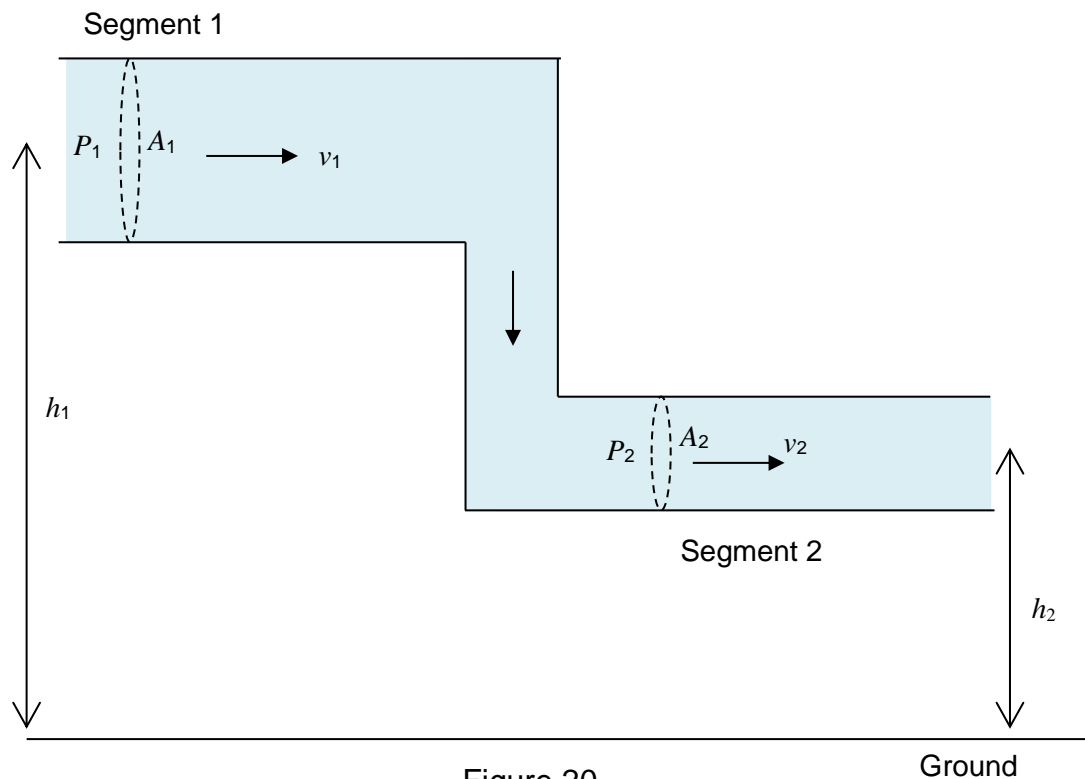 Segment 1
P₁ A₁ v₁
h₁
P₂ A₂ v₂
Segment 2
h₂
Ground
Figure 20